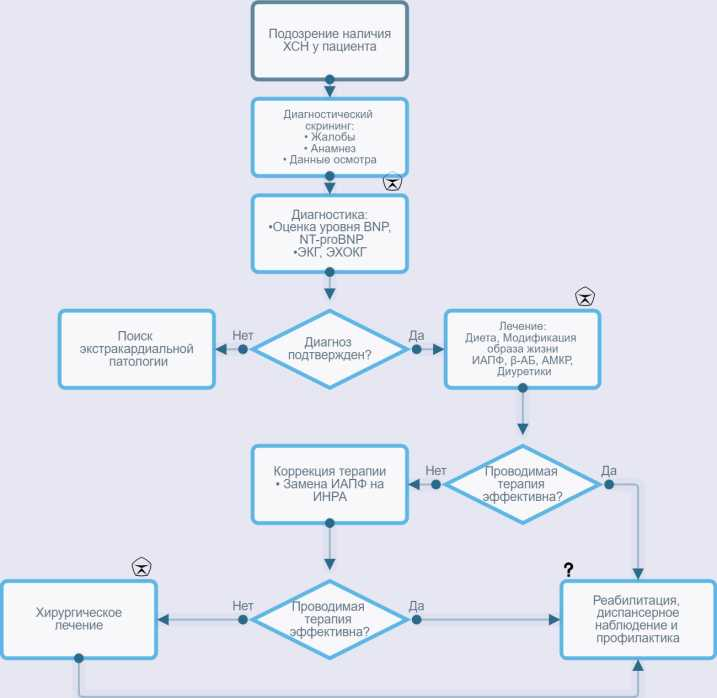 Подозрение наличия
ХСН у пациента
Диагностический
скрининг:
• Жалобы
• Анамнез
• Данные осмотра
Диагностика:
•Оценка уровня BNP,
NT-proBNP
•ЭКГ, ЭХОКГ
Нет
Диагноз
подтвержден?
Да
Поиск
экстракардиальной
патологии
Лечение:
Диета, Модификация
образа жизни
ИАПФ, β-АБ, АМКР,
Диуретики
Коррекция терапии
• Замена ИАПФ на
ИНРА
Нет
Проводимая
терапия
эффективна?
Да
?
Хирургическое
лечение
Нет
Проводимая
терапия
эффективна?
Да
Реабилитация,
диспансерное
наблюдение и
профилактика